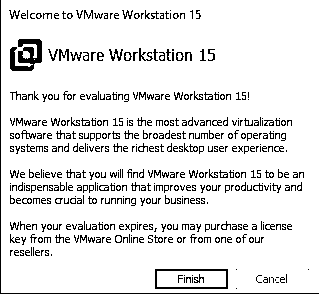 Welcome to VMware Workstation 15
VMware Workstation 15
Thank you for evaluating VMware Workstation 15!
VMware Workstation 15 is the most advanced virtualization
software that supports the broadest number of operating
systems and delivers the richest desktop user experience.
We believe that you will find VMware Workstation 15 to be an
indispensable application that improves your productivity and
becomes crucial to running your business.
When your evaluation expires, you may purchase a license
key from the VMware Online Store or from one of our
resellers.
Finish Cancel